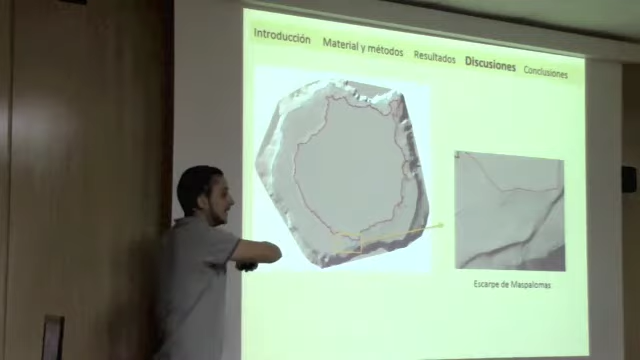 Introducción Material y métodos Resultados Discusiones Conclusiones
Escarpe de Maspalomas